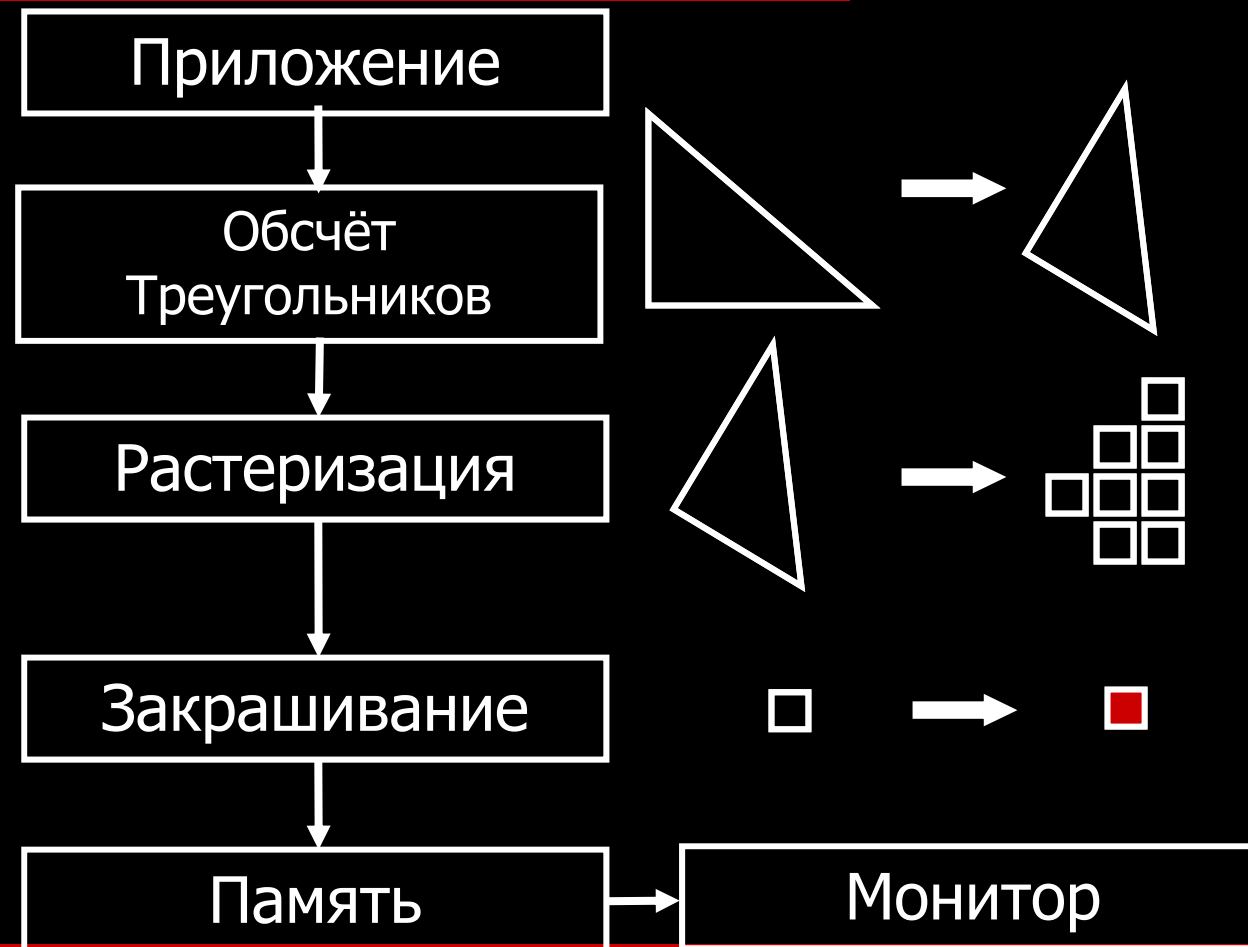 Приложение
Обсчёт
Треугольников
Растеризация
Закрашивание
Память
Монитор